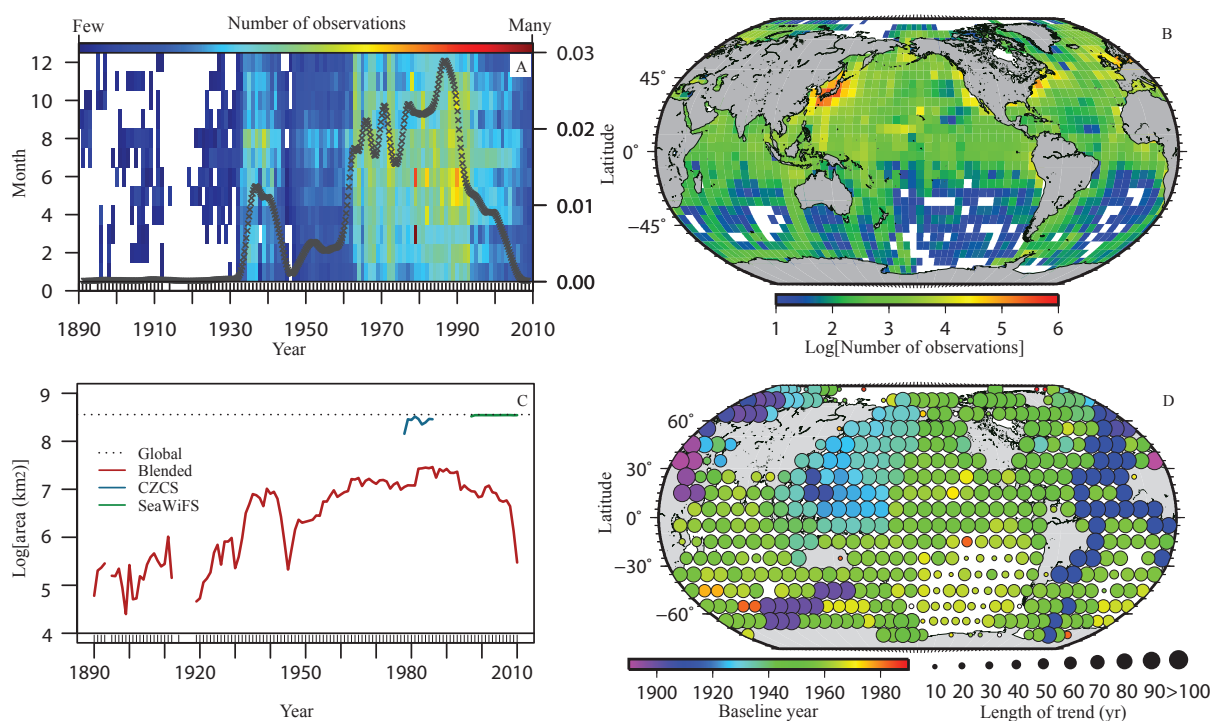 Few Number of observations Many
A
12
10
8
6
4
2
0
Month
0.03
0.02
0.01
0.00
1890 1910 1930 1950 1970 1990 2010
Year
B
45°
0°
−45°
Latitude
1 2 3 4 5 6
Log[Number of observations]
C
9
8
7
6
5
4
Log[area (km2)]
Global
Blended
CZCS
SeaWiFS
1890 1920 1950 1980 2010
Year
D
60°
30°
0°
−30°
−60°
Latitude
1900 1920 1940 1960 1980
Baseline year
10 20 30 40 50 60 70 80 90 >100
Length of trend (yr)